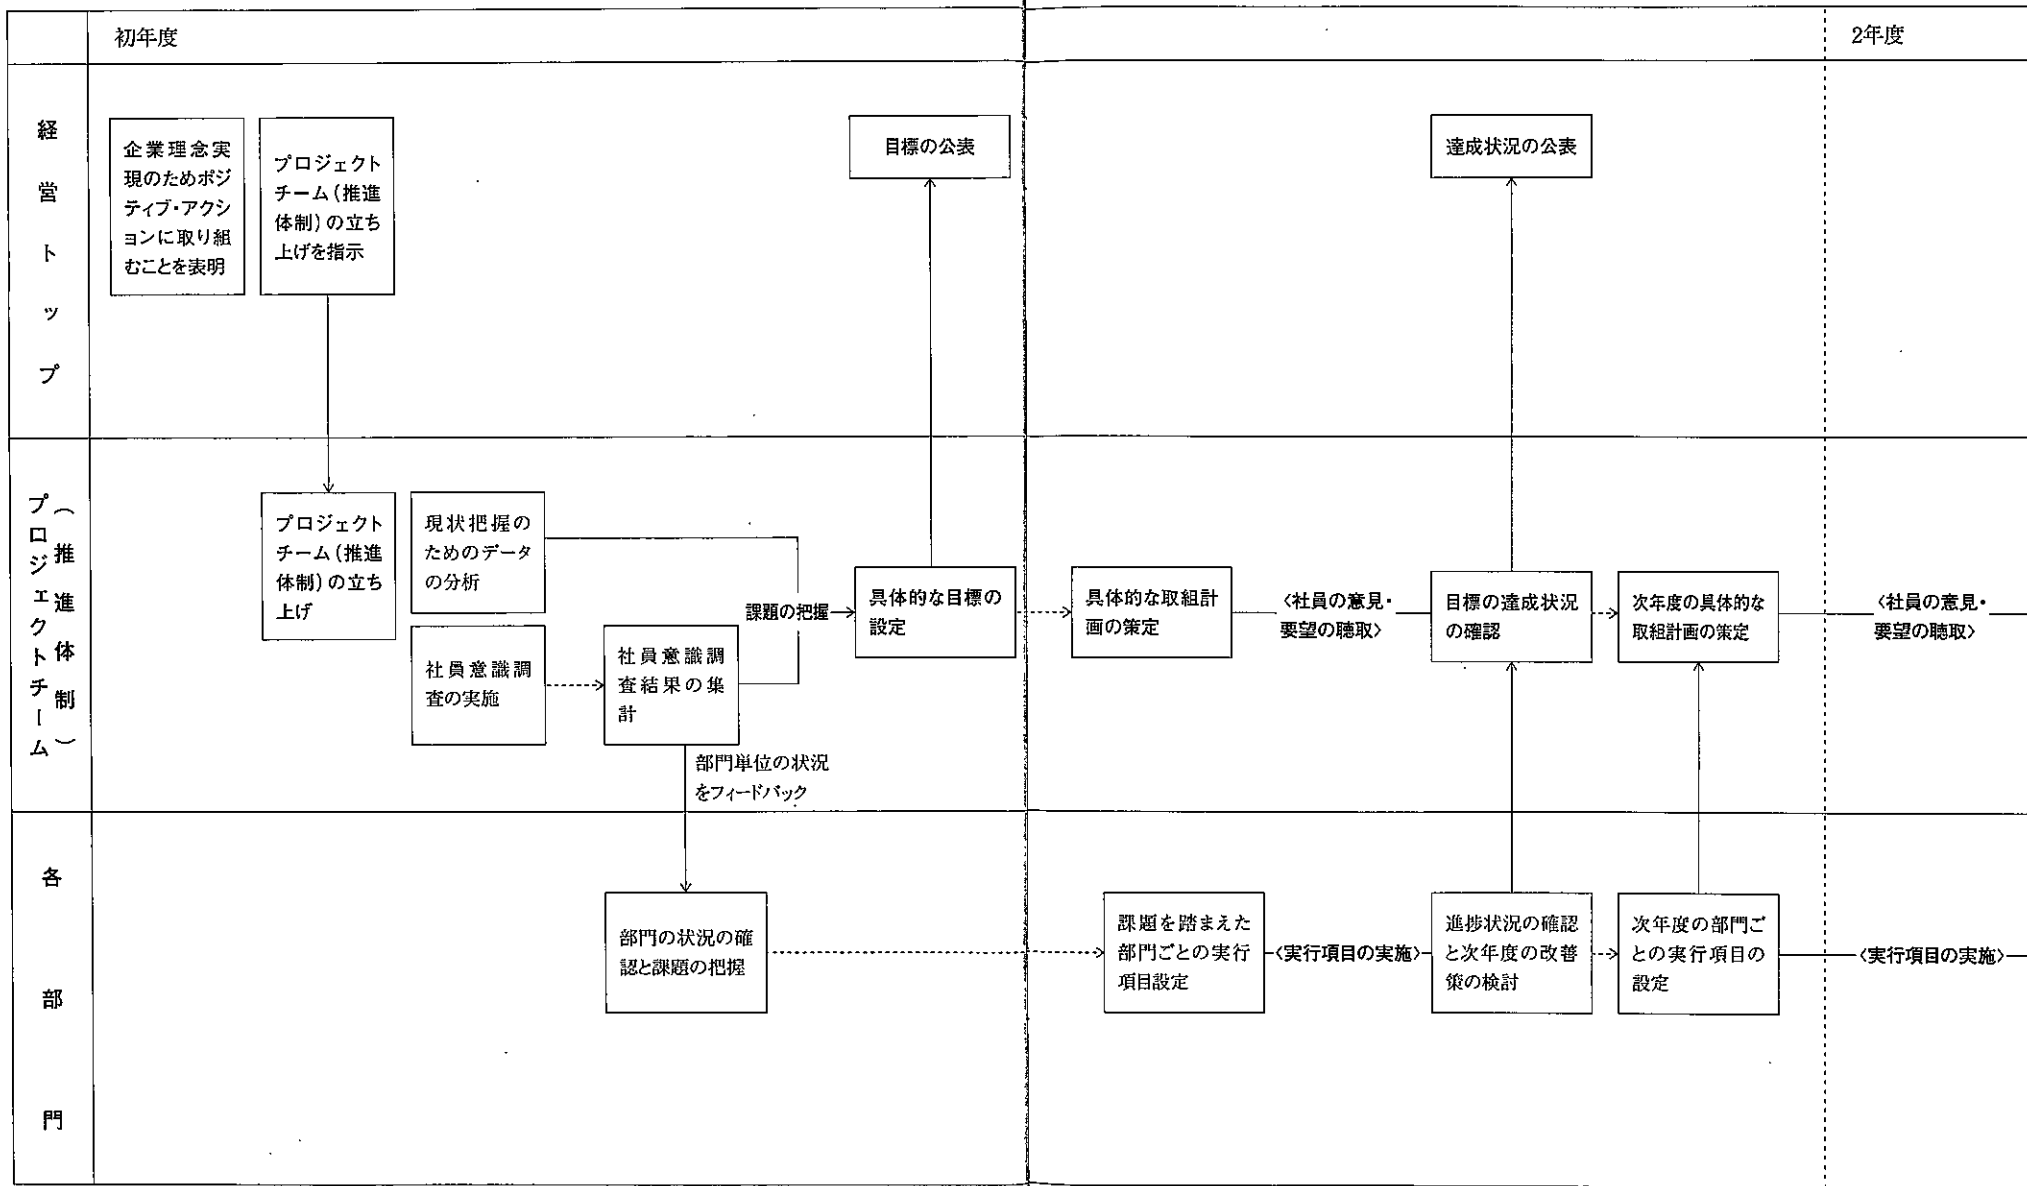 初年度
2年度
経営トップ
企業理念実
現のためポジ
ティブ・アクシ
ョンに取り組
むことを表明
プロジェクト
チーム(推進
体制)の立ち
上げを指示
目標の公表
達成状況の公表
プロジェクトチーム
(推進体制)
プロジェクト
チーム(推進
体制)の立ち
上げ
現状把握の
ためのデータ
の分析
社員意識調
査の実施
社員意識調
査結果の集
計
課題の把握
具体的な目標の
設定
具体的な取組計
画の策定
〈社員の意見・
要望の聴取〉
目標の達成状況
の確認
次年度の具体的な
取組計画の策定
〈社員の意見・
要望の聴取〉
部門単位の状況
をフィードバック
各部門
部門の状況の確
認と課題の把握
課題を踏まえた
部門ごとの実行
項目設定
〈実行項目の実施〉
進捗状況の確認
と次年度の改善
策の検討
次年度の部門ご
との実行項目の
設定
〈実行項目の実施〉